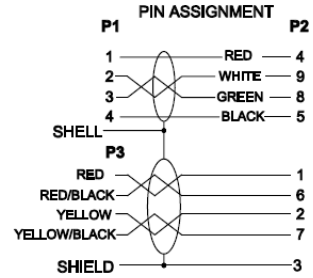 PIN ASSIGNMENT
P1 P2
1 RED 4
2 WHITE 9
3 GREEN 8
4 BLACK 5
SHELL
P3
RED 1
RED/BLACK 6
YELLOW 2
YELLOW/BLACK 7
SHIELD 3